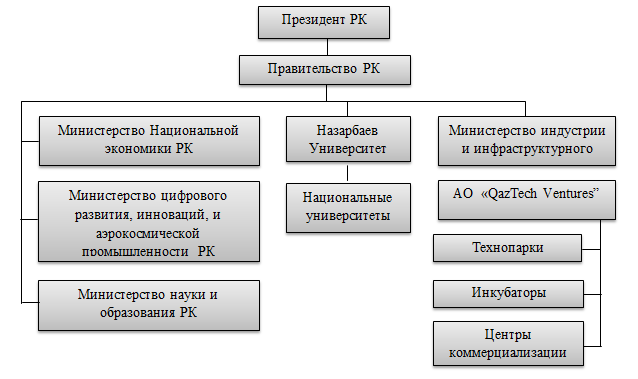 Президент РК
Правительство РК
Министерство Национальной
экономики РК
Министерство цифрового
развития, инноваций, и
аэрокосмической
промышленности РК
Министерство науки и
образования РК
Назарбаев
Университет
Национальные
университеты
Министерство индустрии
и инфраструктурного
АО «QazTech Ventures”
Технопарки
Инкубаторы
Центры
коммерциализации